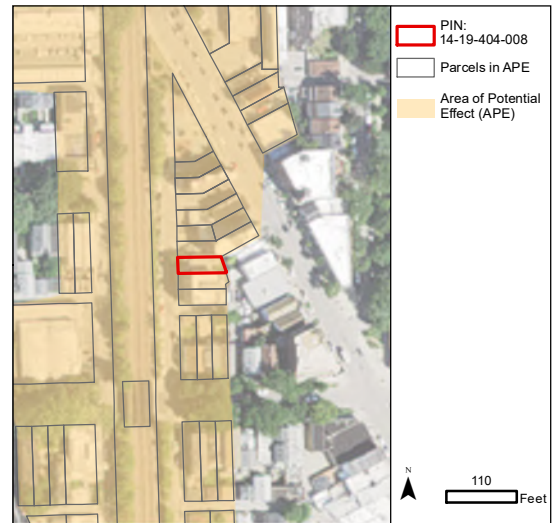 PIN:
14-19-404-008
Parcels in APE
Area of Potential
Effect (APE)
N
110
Feet